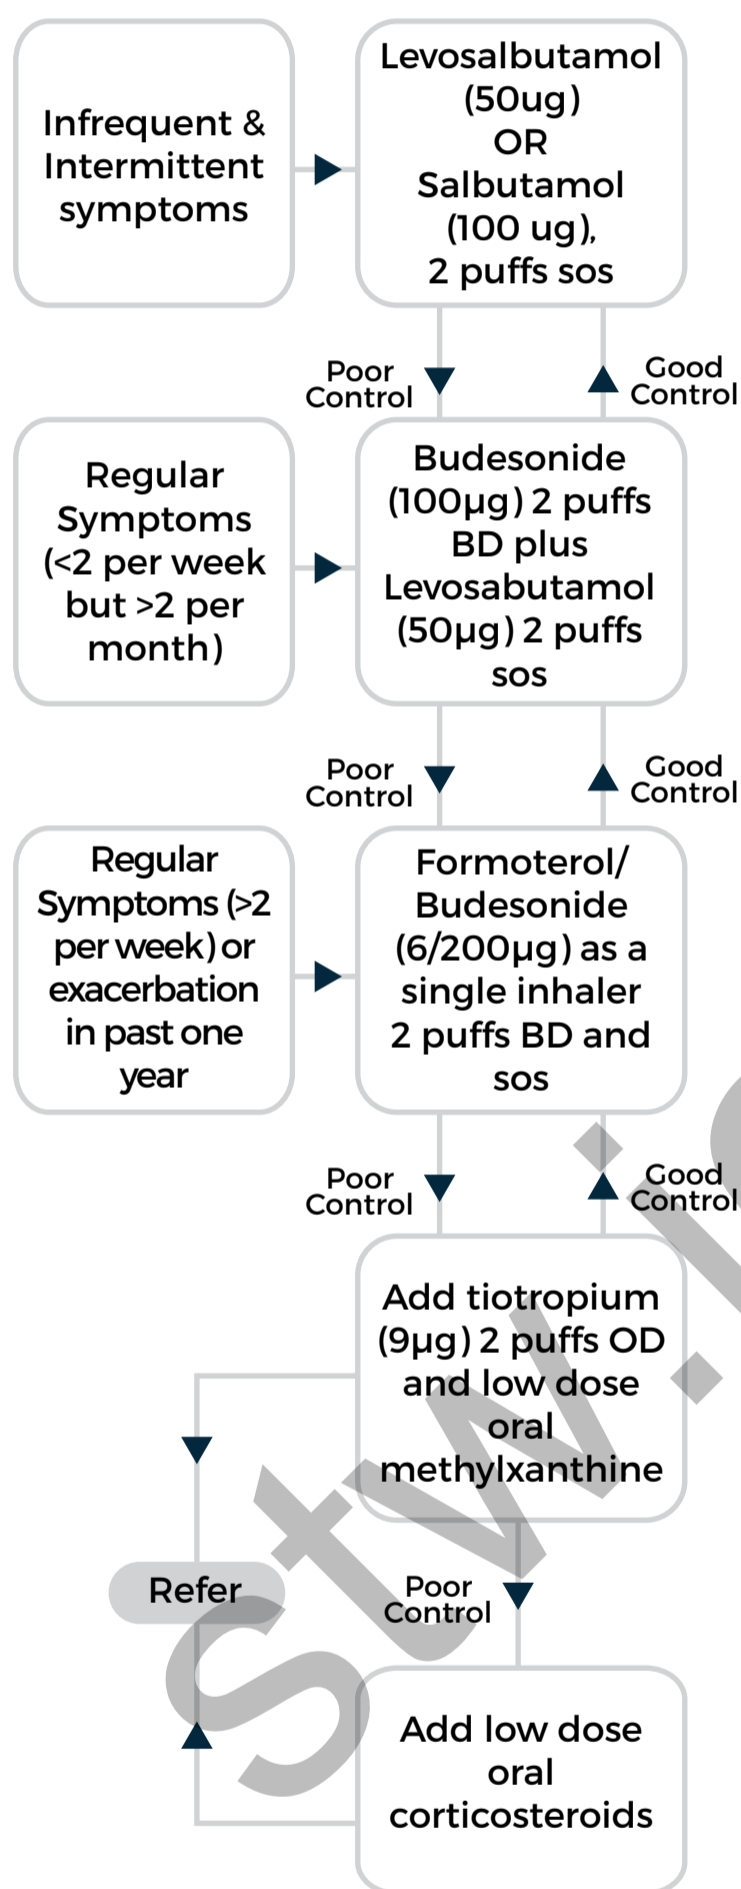 Infrequent &
Intermittent
symptoms
Levosalbutamol
(50ug)
OR
Salbutamol
(100 ug),
2 puffs sos
Poor
Control
Good
Control
Regular
Symptoms
(<2 per week
but >2 per
month)
Budesonide
(100µg) 2 puffs
BD plus
Levosabutamol
(50µg) 2 puffs
sos
Poor
Control
Good
Control
Regular
Symptoms (>2
per week) or
exacerbation
in past one
year
Formoterol/
Budesonide
(6/200µg) as a
single inhaler
2 puffs BD and
sos
Poor
Control
Good
Control
Add tiotropium
(9µg) 2 puffs OD
and low dose
oral
methylxanthine
Refer
Poor
Control
Add low dose
oral
corticosteroids
stw.i